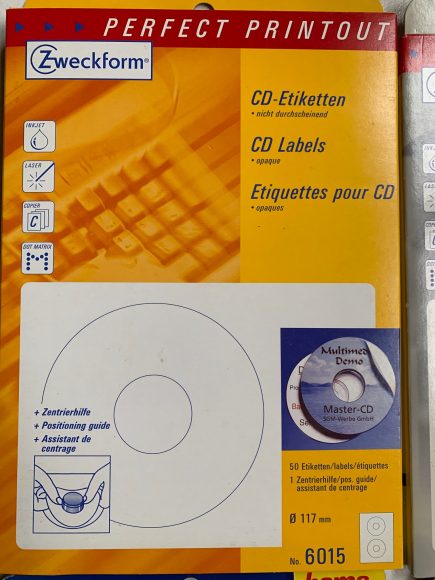 PERFECT PRINTOUT
Zweckform®
CD-Etiketten
• nicht durchscheinend
CD Labels
• opaque
Etiquettes pour CD
• opaques
INKJET
LASER
COPIER
C
DOT MATRIX
+ Zentrierhilfe
+ Positioning guide
+ Assistant de
centrage
Multimed
Demo
Master-CD
SGM-Werbe GmbH
50 Etiketten/labels/étiquettes
1 Zentrierhilfe/pos. guide/
assistant de centrage
Ø 117 mm
No. 6015